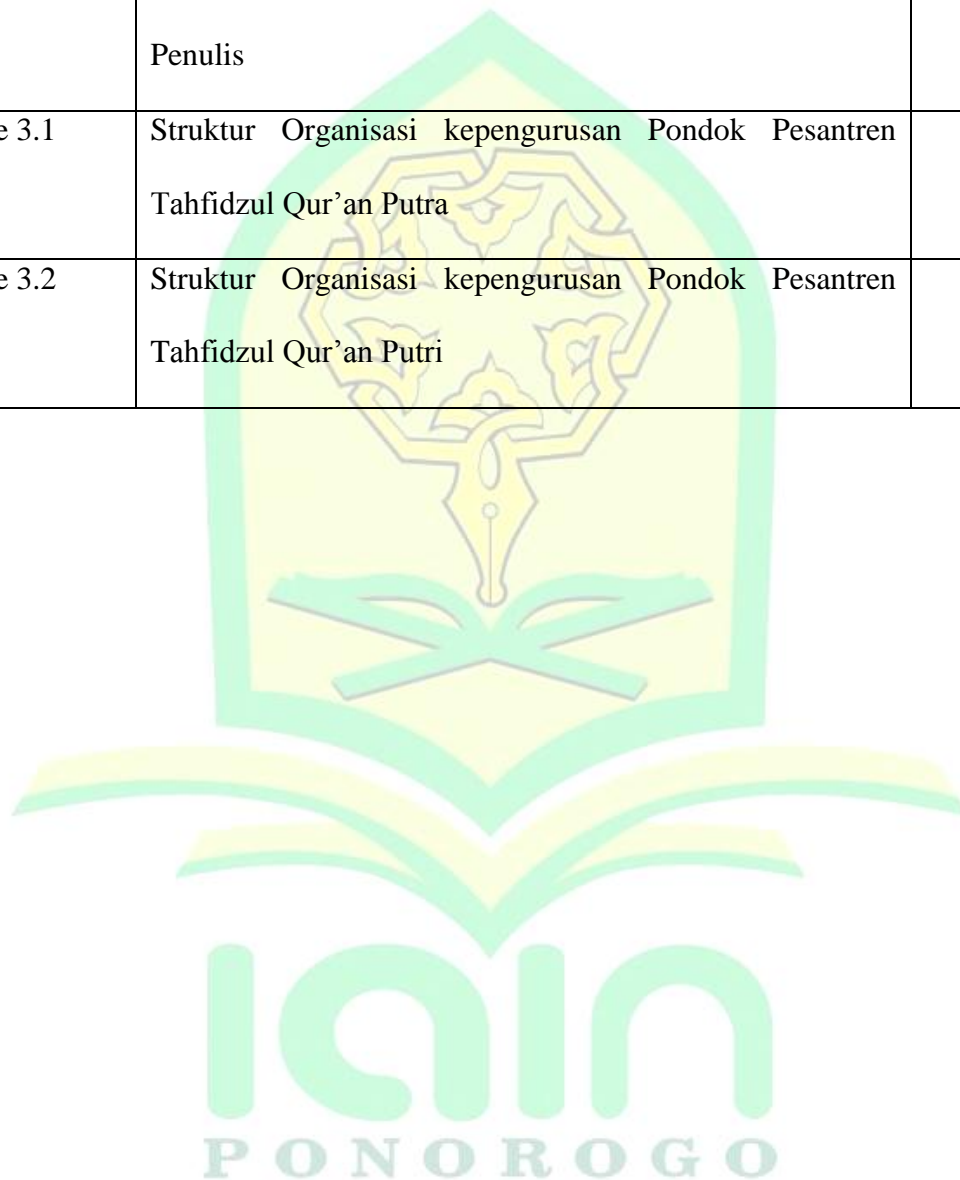 Penulis
e 3.1 Struktur Organisasi kepengurusan Pondok Pesantren
Tahfidzul Qur’an Putra
e 3.2 Struktur Organisasi kepengurusan Pondok Pesantren
Tahfidzul Qur’an Putri
iain
PONOROGO